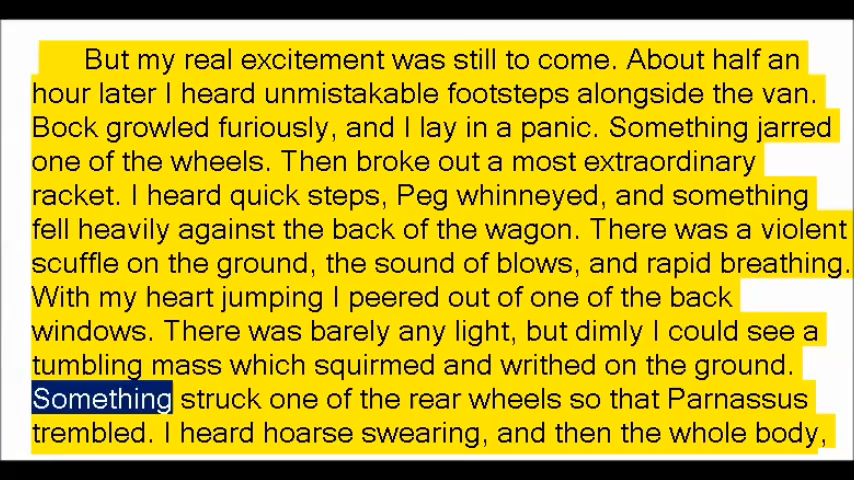 But my real excitement was still to come. About half an
hour later I heard unmistakable footsteps alongside the van.
Bock growled furiously, and I lay in a panic. Something jarred
one of the wheels. Then broke out a most extraordinary
racket. I heard quick steps, Peg whinneyed, and something
fell heavily against the back of the wagon. There was a violent
scuffle on the ground, the sound of blows, and rapid breathing.
With my heart jumping I peered out of one of the back
windows. There was barely any light, but dimly I could see a
tumbling mass which squirmed and writhed on the ground.
Something struck one of the rear wheels so that Parnassus
trembled. I heard hoarse swearing, and then the whole body,